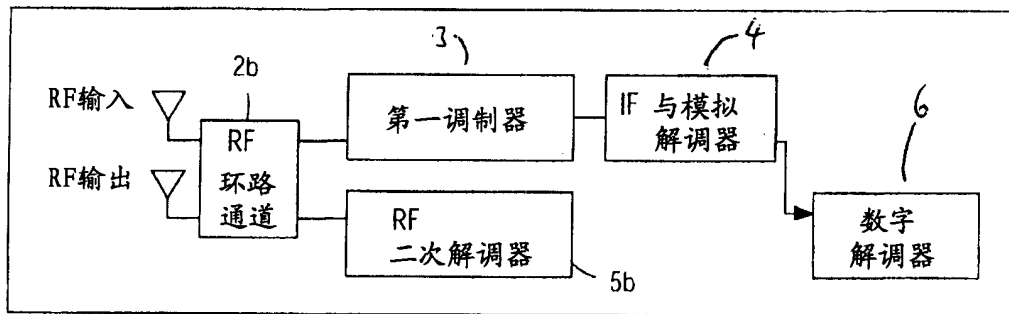 3
4
2b
6
RF输入
RF输出
RF
环路
通道
第一调制器
IF 与模拟
解调器
RF
二次解调器
5b
数字
解调器